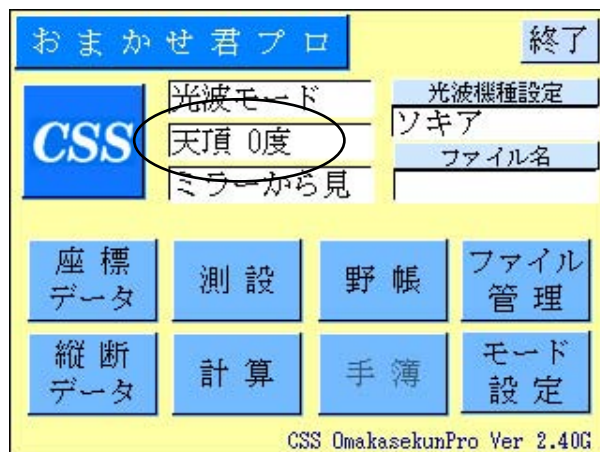 おまかせ君プロ
終了
CSS
光波モード
天頂 0度
ミラーから見
光波機種設定
ソキア
ファイル名
座標
データ
測設
野帳
ファイル
管理
縦断
データ
計算
手簿
モード
設定
CSS OmakasekunPro Ver 2.40G